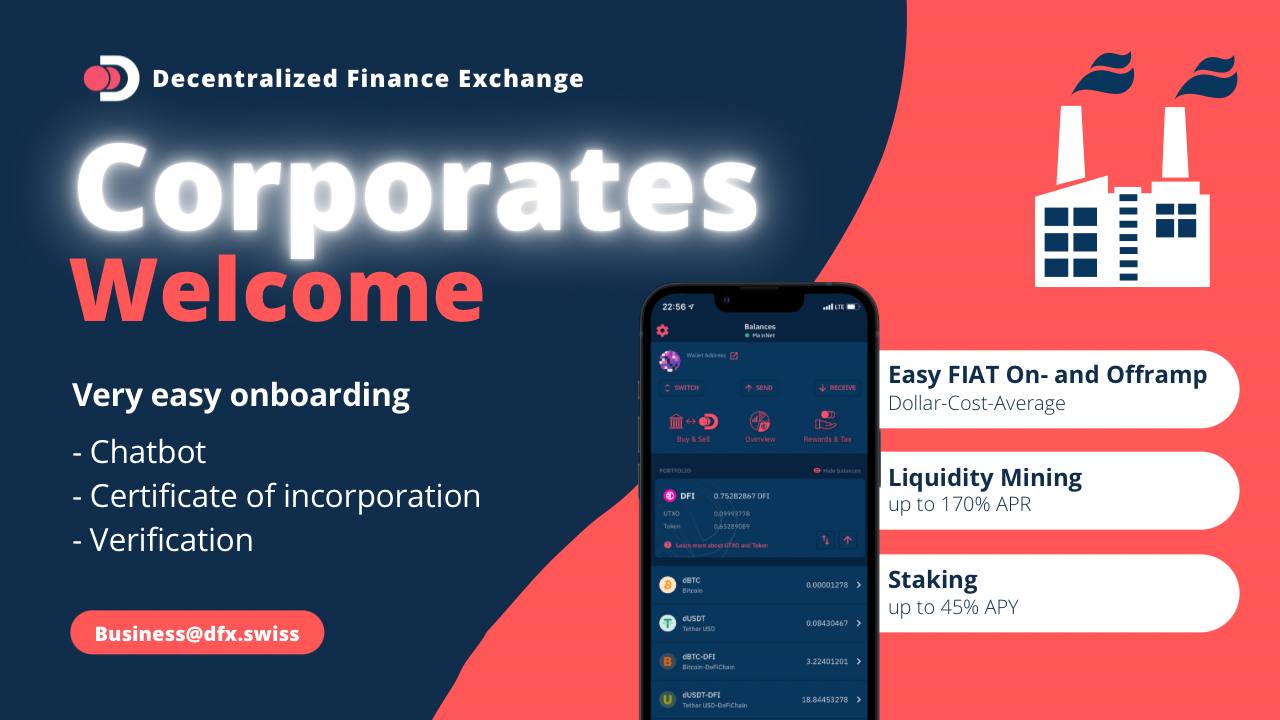 Decentralized Finance Exchange
Corporates
Welcome
Very easy onboarding
- Chatbot
- Certificate of incorporation
- Verification
Business@dfx.swiss
22:56
LTE
Balances
MainNet
Wallet Address
SWITCH
SEND
RECEIVE
Buy & Sell
Overview
Rewards & Tax
PORTFOLIO
Hide balances
DFI 0.75282867 DFI
UTXO 0.09993778
Token 0.65289089
Learn more about UTXO and Token
dBTC
Bitcoin
0.00001278
dUSDT
Tether USD
0.08430467
dBTC-DFI
Bitcoin-DeFiChain
3.22401201
dUSDT-DFI
Tether USD-DeFiChain
18.84453278
Easy FIAT On- and Offramp
Dollar-Cost-Average
Liquidity Mining
up to 170% APR
Staking
up to 45% APY